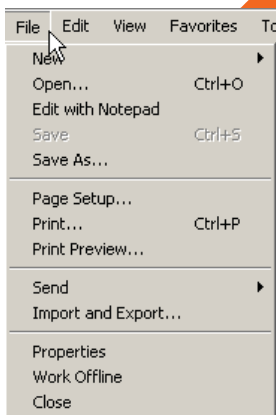 File Edit View Favorites To
New
Open... Ctrl+O
Edit with Notepad
Save Ctrl+S
Save As...
Page Setup...
Print... Ctrl+P
Print Preview...
Send
Import and Export...
Properties
Work Offline
Close